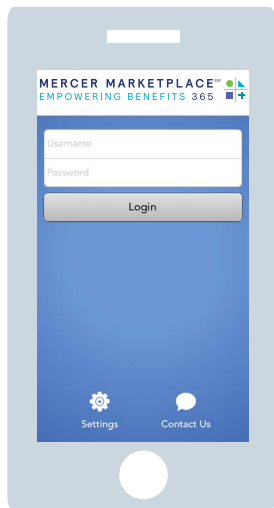 MERCER MARKETPLACE℠
EMPOWERING BENEFITS 365
Username
Password
Login
Settings
Contact Us